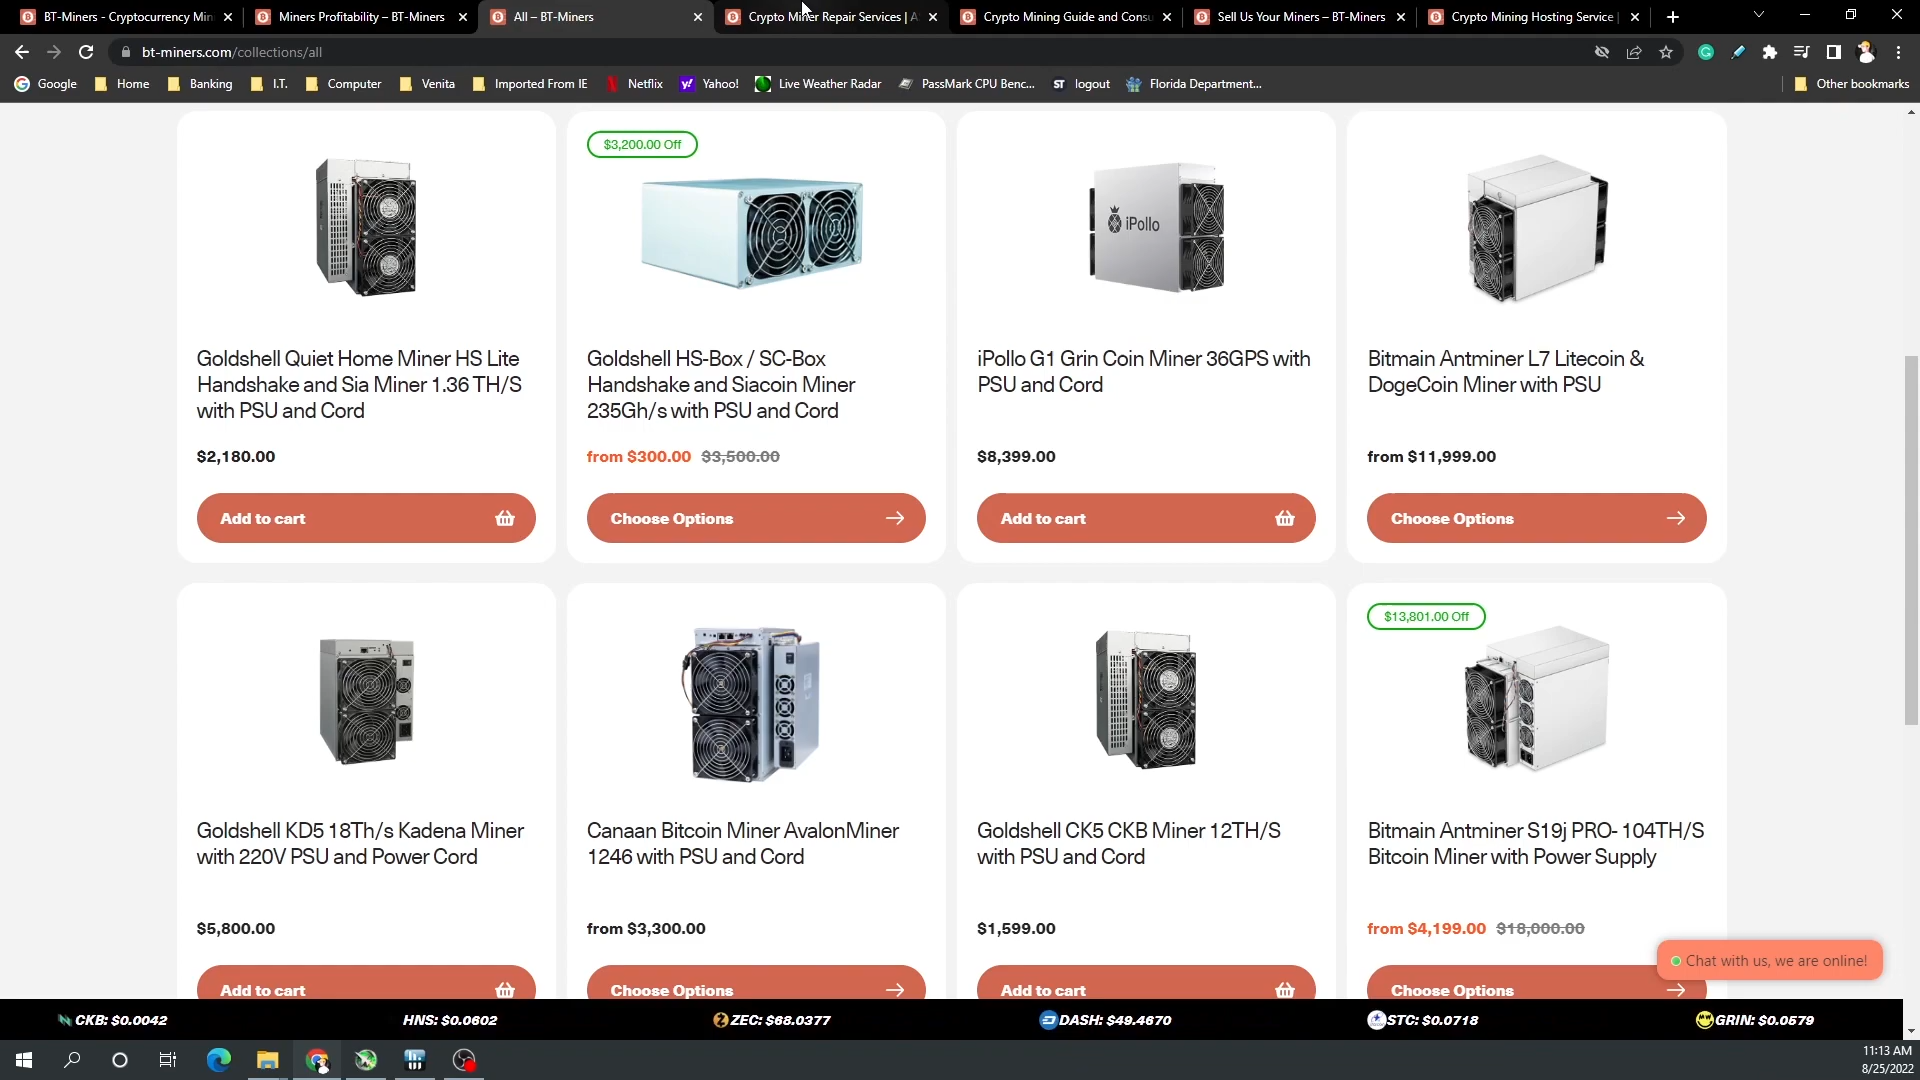 BT-Miners - Cryptocurrency Min
Miners Profitability – BT-Miners
All – BT-Miners
Crypto Miner Repair Services | A
Crypto Mining Guide and Consu
Sell Us Your Miners – BT-Miners
Crypto Mining Hosting Service |
bt-miners.com/collections/all
Google
Home
Banking
I.T.
Computer
Venita
Imported From IE
Netflix
Yahoo!
Live Weather Radar
PassMark CPU Benc...
ST logout
Florida Department...
Other bookmarks
$3,200.00 Off
iPollo
Goldshell Quiet Home Miner HS Lite
Handshake and Sia Miner 1.36 TH/S
with PSU and Cord
$2,180.00
Add to cart
Goldshell HS-Box / SC-Box
Handshake and Siacoin Miner
235Gh/s with PSU and Cord
from $300.00 $3,500.00
Choose Options
iPollo G1 Grin Coin Miner 36GPS with
PSU and Cord
$8,399.00
Add to cart
Bitmain Antminer L7 Litecoin &
DogeCoin Miner with PSU
from $11,999.00
Choose Options
$13,801.00 Off
Goldshell KD5 18Th/s Kadena Miner
with 220V PSU and Power Cord
$5,800.00
Add to cart
Canaan Bitcoin Miner AvalonMiner
1246 with PSU and Cord
from $3,300.00
Choose Options
Goldshell CK5 CKB Miner 12TH/S
with PSU and Cord
$1,599.00
Add to cart
Bitmain Antminer S19j PRO- 104TH/S
Bitcoin Miner with Power Supply
from $4,199.00 $18,000.00
Choose Options
Chat with us, we are online!
CKB: $0.0042
HNS: $0.0602
ZEC: $68.0377
DASH: $49.4670
STC: $0.0718
GRIN: $0.0579
11:13 AM
8/25/2022